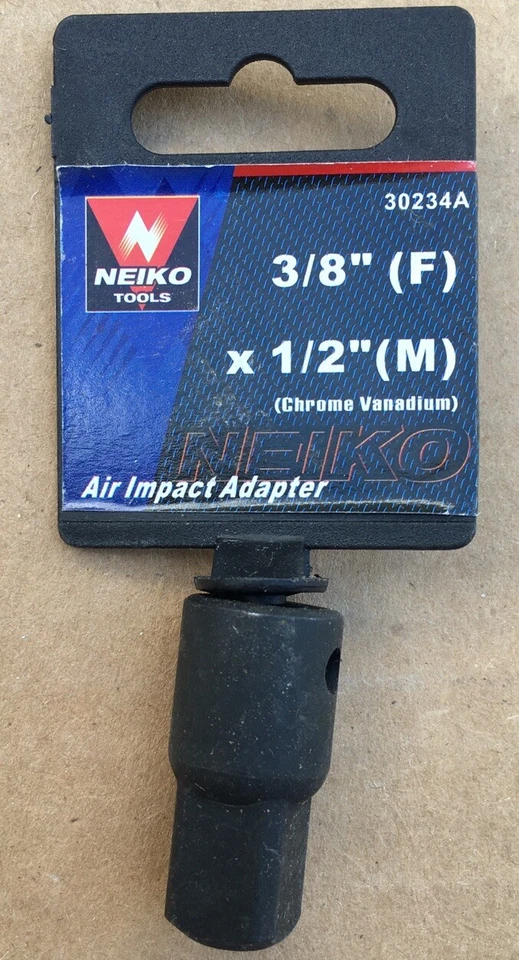 30234A
NEIKO
TOOLS
3/8" (F)
x 1/2"(M)
(Chrome Vanadium)
NEIKO
Air Impact Adapter